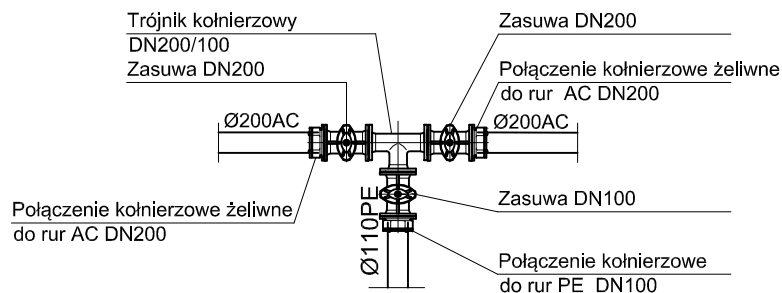 Trójnik kołnierzowy
DN200/100
Zasuwa DN200
Zasuwa DN200
Połączenie kołnierzowe żeliwne
do rur AC DN200
Ø200AC
Ø200AC
Połączenie kołnierzowe żeliwne
do rur AC DN200
Ø110PE
Zasuwa DN100
Połączenie kołnierzowe
do rur PE DN100